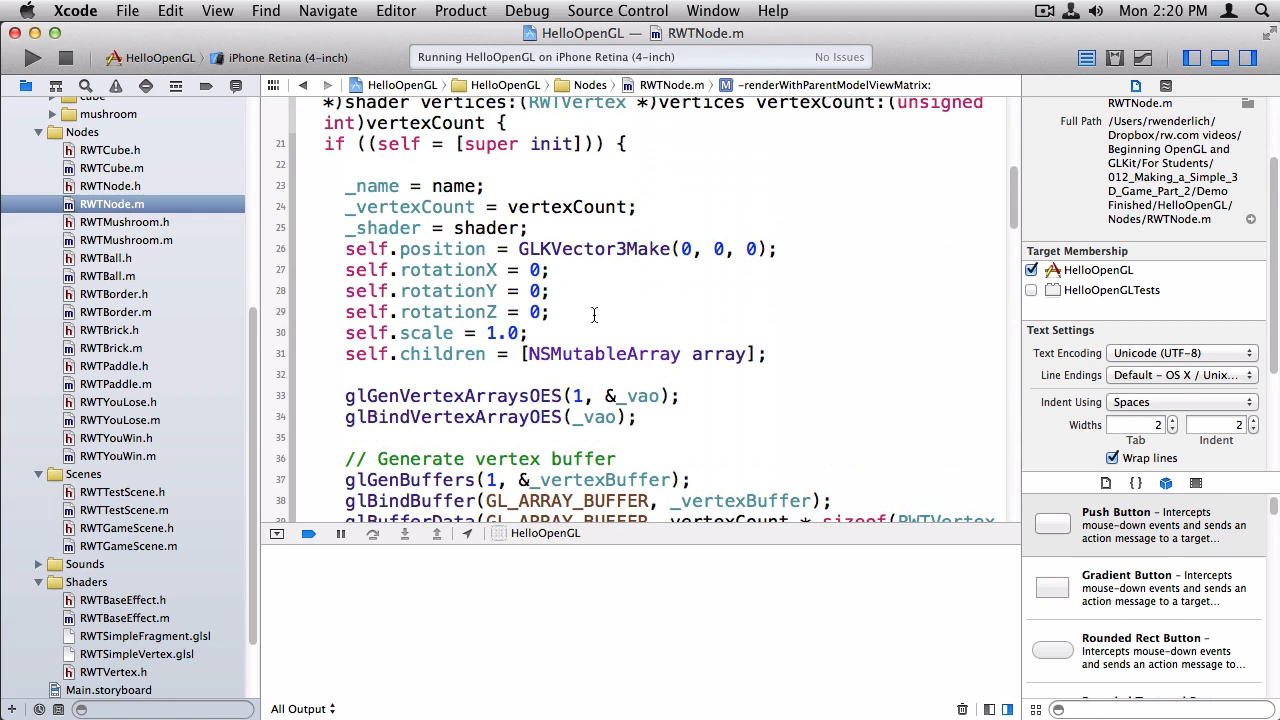 Xcode File Edit View Find Navigate Editor Product Debug Source Control Window Help Mon 2:20 PM
HelloOpenGL — RWTNode.m
HelloOpenGL iPhone Retina (4-inch) Running HelloOpenGL on iPhone Retina (4-inch) No Issues
HelloOpenGL HelloOpenGL Nodes RWTNode.m -renderWithParentModelViewMatrix:
cube
mushroom
Nodes
RWTCube.h
RWTCube.m
RWTNode.h
RWTNode.m
RWTMushroom.h
RWTMushroom.m
RWTBall.h
RWTBall.m
RWTBorder.h
RWTBorder.m
RWTBrick.h
RWTBrick.m
RWTPaddle.h
RWTPaddle.m
RWTYouLose.h
RWTYouLose.m
RWTYouWin.h
RWTYouWin.m
Scenes
RWTTestScene.h
RWTTestScene.m
RWTGameScene.h
RWTGameScene.m
Sounds
Shaders
RWTBaseEffect.h
RWTBaseEffect.m
RWTSimpleFragment.glsl
RWTSimpleVertex.glsl
RWTVertex.h
Main.storyboard
*)shader vertices:(RWTVertex *)vertices vertexCount:(unsigned
int)vertexCount {
21 if ((self = [super init])) {
22
23 _name = name;
24 _vertexCount = vertexCount;
25 _shader = shader;
26 self.position = GLKVector3Make(0, 0, 0);
27 self.rotationX = 0;
28 self.rotationY = 0;
29 self.rotationZ = 0;
30 self.scale = 1.0;
31 self.children = [NSMutableArray array];
32
33 glGenVertexArraysOES(1, &_vao);
34 glBindVertexArrayOES(_vao);
35
36 // Generate vertex buffer
37 glGenBuffers(1, &_vertexBuffer);
38 glBindBuffer(GL_ARRAY_BUFFER, _vertexBuffer);
39 glBufferData(GL_ARRAY_BUFFER, vertexCount * sizeof(RWTVertex
HelloOpenGL
All Output
RWTNode.m
Full Path /Users/rwenderlich/
Dropbox/rw.com videos/
Beginning OpenGL and
GLKit/For Students/
012_Making_a_Simple_3
D_Game_Part_2/Demo
Finished/HelloOpenGL/
Nodes/RWTNode.m
Target Membership
HelloOpenGL
HelloOpenGLTests
Text Settings
Text Encoding Unicode (UTF-8)
Line Endings Default - OS X / Unix...
Indent Using Spaces
Widths 2 2
Tab Indent
Wrap lines
Push Button – Intercepts
mouse-down events and sends an
action message to a target...
Gradient Button – Intercepts
mouse-down events and sends an
action message to a target...
Rounded Rect Button –
Intercepts mouse-down events
and sends an action message to...